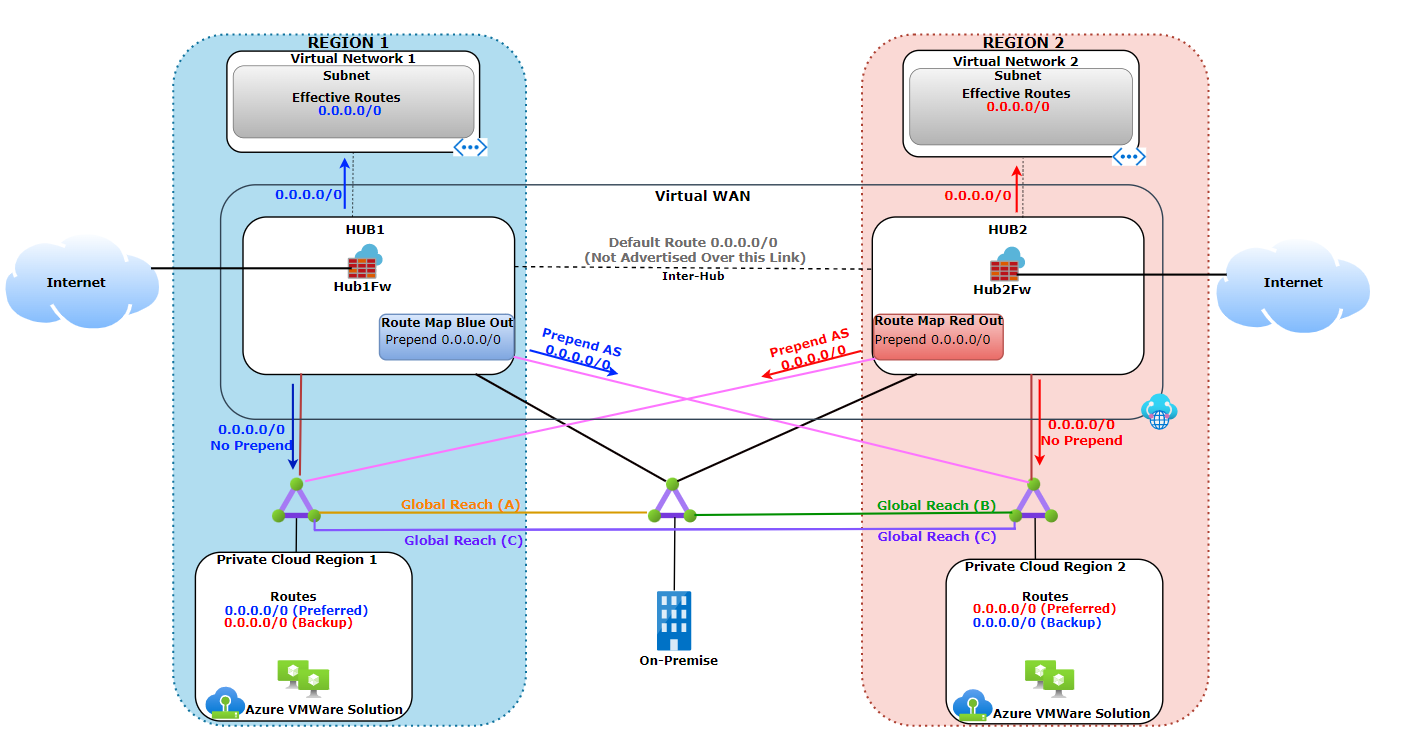 REGION 1
Virtual Network 1
Subnet
Effective Routes
0.0.0.0/0
0.0.0.0/0
REGION 2
Virtual Network 2
Subnet
Effective Routes
0.0.0.0/0
0.0.0.0/0
Virtual WAN
HUB1
Hub1Fw
Internet
Route Map Blue Out
Prepend 0.0.0.0/0
Default Route 0.0.0.0/0
(Not Advertised Over this Link)
Inter-Hub
HUB2
Hub2Fw
Internet
Route Map Red Out
Prepend 0.0.0.0/0
Prepend AS
0.0.0.0/0
Prepend AS
0.0.0.0/0
0.0.0.0/0
No Prepend
0.0.0.0/0
No Prepend
Global Reach (A)
Global Reach (B)
Global Reach (C)
Global Reach (C)
Private Cloud Region 1
Routes
0.0.0.0/0 (Preferred)
0.0.0.0/0 (Backup)
Azure VMWare Solution
On-Premise
Private Cloud Region 2
Routes
0.0.0.0/0 (Preferred)
0.0.0.0/0 (Backup)
Azure VMWare Solution